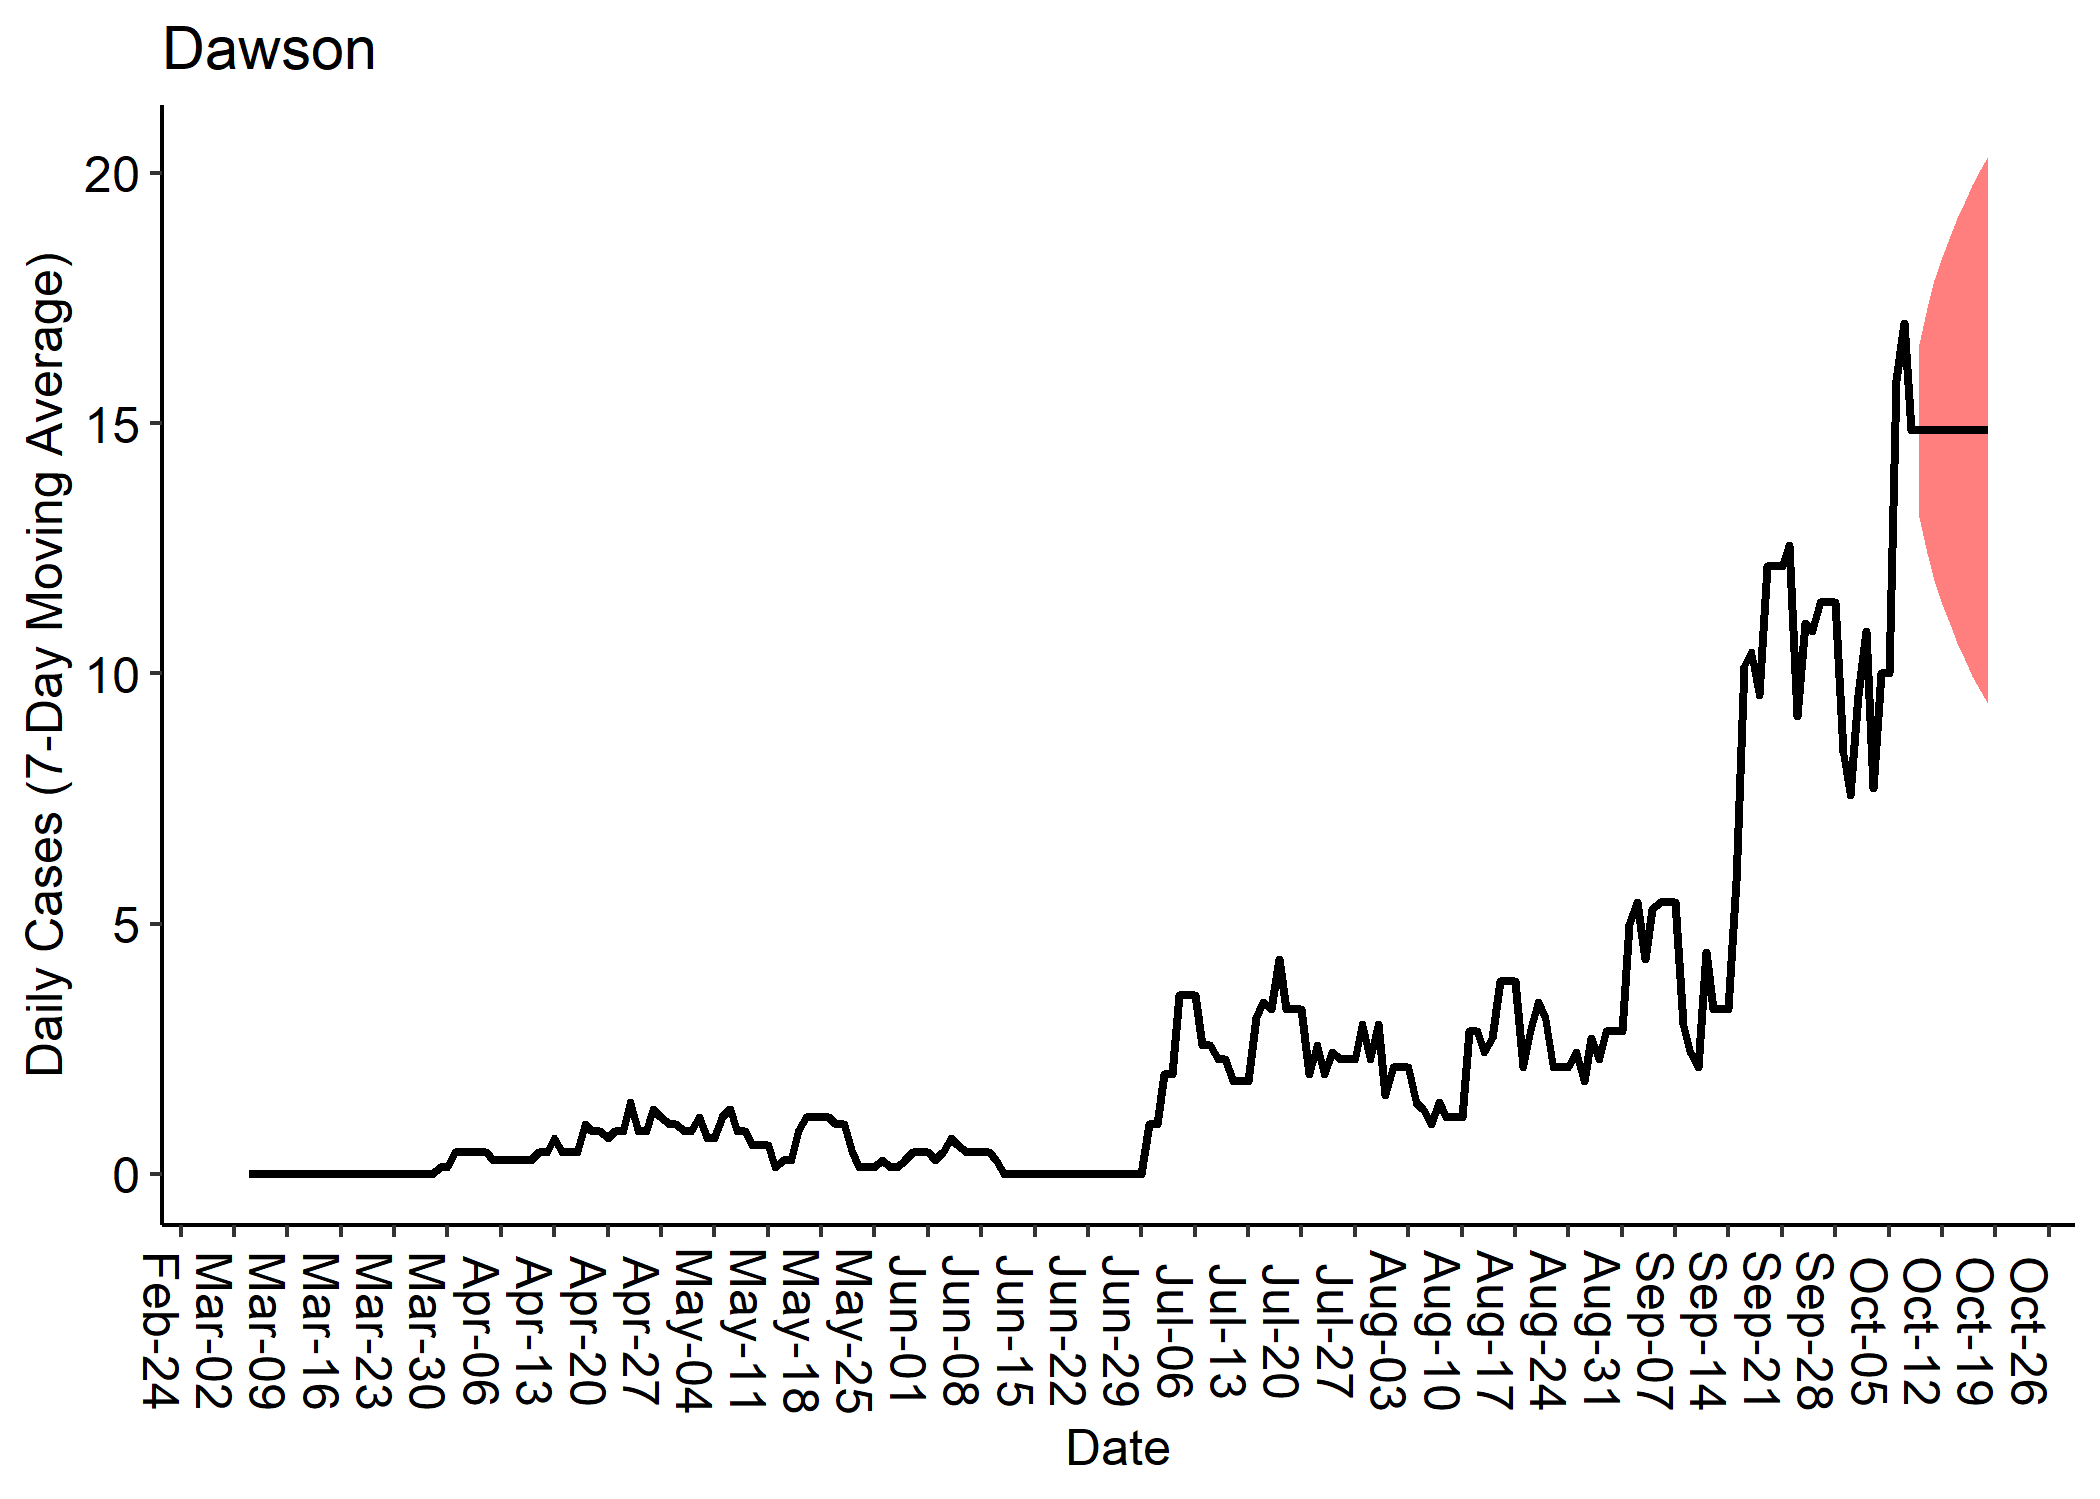 Dawson
Daily Cases (7-Day Moving Average)
20
15
10
5
0
Feb-24
Mar-02
Mar-09
Mar-16
Mar-23
Mar-30
Apr-06
Apr-13
Apr-20
Apr-27
May-04
May-11
May-18
May-25
Jun-01
Jun-08
Jun-15
Jun-22
Jun-29
Jul-06
Jul-13
Jul-20
Jul-27
Aug-03
Aug-10
Aug-17
Aug-24
Aug-31
Sep-07
Sep-14
Sep-21
Sep-28
Oct-05
Oct-12
Oct-19
Oct-26
Date